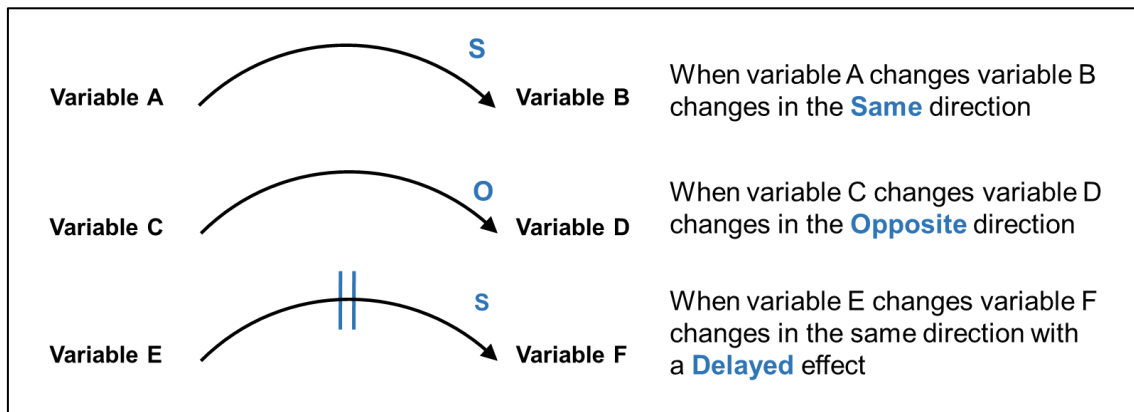 S
Variable A
Variable B
When variable A changes variable B
changes in the Same direction
O
Variable C
Variable D
When variable C changes variable D
changes in the Opposite direction
S
Variable E
Variable F
When variable E changes variable F
changes in the same direction with
a Delayed effect